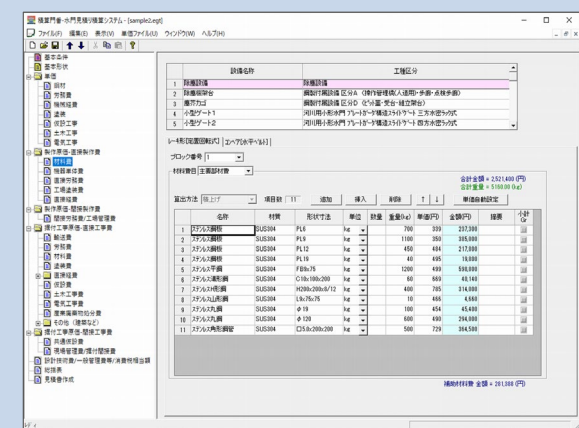 積算門番-水門見積り積算システム - [sample2.egt]
ファイル(F) 編集(E) 表示(V) 単価ファイル(U) ウィンドウ(W) ヘルプ(H)
基本条件
基本形状
単価
部材
労務費
機械経費
塗装
仮設工事
土木工事
電気工事
製作原価-直接製作費
材料費
機器単体費
直接労務費
工場塗装費
直接経費
製作原価-間接製作費
間接労務費/工場管理費
据付工事原価-直接工事費
輸送費
労務費
材料費
塗装費
直接経費
仮設費
土木工事費
電気工事費
産業廃棄物処分費
その他 (建築など)
据付工事原価-間接工事費
共通仮設費
現場管理費/据付間接費
設計技術費/一般管理費等/消費税相当額
総括表
見積書作成
設備名称 工種区分
1 除塵設備 除塵設備
2 除塵機架台 鋼製付属設備 区分A (操作管理橋(人道用)・歩廊・点検歩廊)
3 塵芥カゴ 鋼製付属設備 区分D (ピット蓋・受台・組立架台)
4 小型ゲート1 河川用小形水門 プレートガーダ構造スライドゲート 三方水密ラック式
5 小型ゲート2 河川用小形水門 プレートガーダ構造スライドゲート 四方水密ラック式
レーキ形[定置回転式] コンベア[水平ベルト]
ブロック番号 1
材料費目 主要部材費
合計金額 = 2,521,400 (円)
合計重量 = 5160.00 (kg)
算出方法 積上げ 項目数 11 追加 挿入 削除 ↑ ↓ 単価自動設定
名称 材質 形状寸法 単位 数量 重量(kg) 単価(円) 金額(円) 摘要 小計Gr
1 ステンレス鋼板 SUS304 PL6 kg 700 339 237,300
2 ステンレス鋼板 SUS304 PL9 kg 1100 350 385,000
3 ステンレス鋼板 SUS304 PL12 kg 450 484 217,800
4 ステンレス鋼板 SUS304 PL19 kg 40 495 19,800
5 ステンレス平鋼 SUS304 FB9x75 kg 1200 499 598,800
6 ステンレス溝形鋼 SUS304 C10x100x200 kg 60 669 40,140
7 ステンレスH形鋼 SUS304 H200x200x8/12 kg 400 785 314,000
8 ステンレス山形鋼 SUS304 L9x75x75 kg 10 466 4,660
9 ステンレス丸鋼 SUS304 φ19 kg 100 454 45,400
10 ステンレス丸鋼 SUS304 φ120 kg 600 490 294,000
11 ステンレス角形鋼管 SUS304 □5.0x200x200 kg 500 729 364,500
補助材料費 金額 = 281,388 (円)